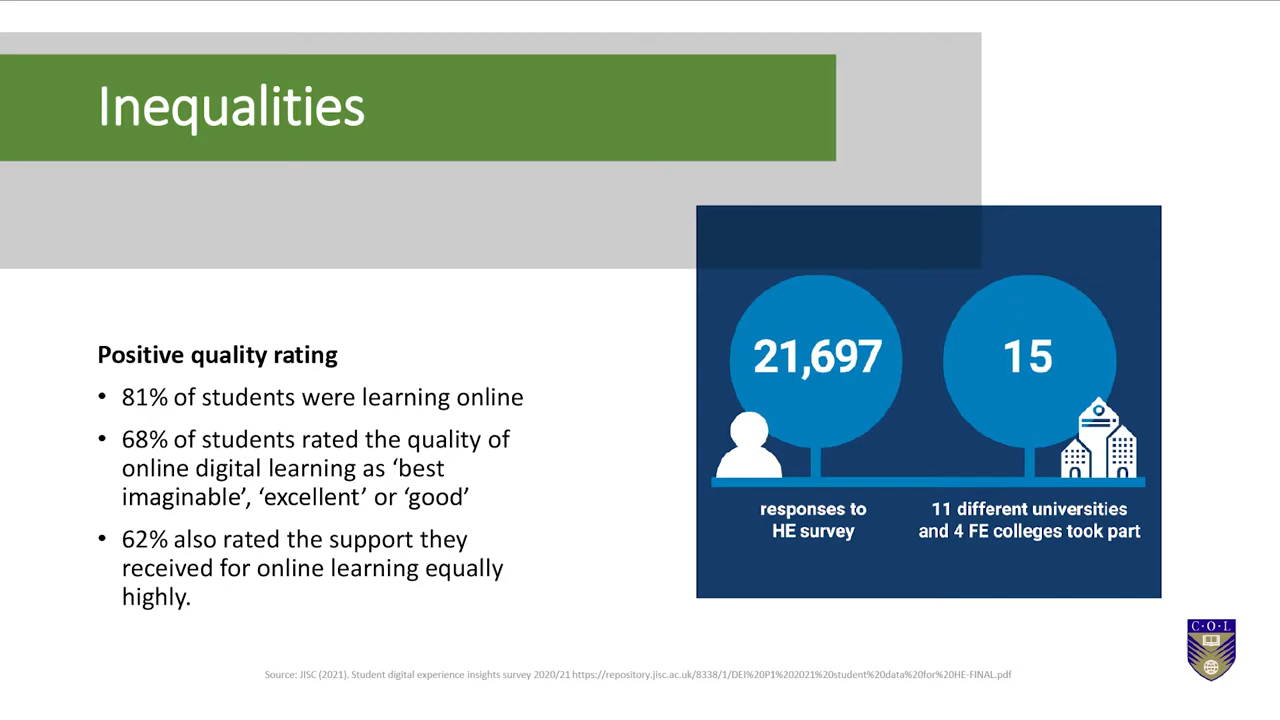 Inequalities
Positive quality rating
• 81% of students were learning online
• 68% of students rated the quality of
online digital learning as ‘best
imaginable’, ‘excellent’ or ‘good’
• 62% also rated the support they
received for online learning equally
highly.
21,697
responses to
HE survey
15
11 different universities
and 4 FE colleges took part
C·O·L
Source: JISC (2021). Student digital experience insights survey 2020/21 https://repository.jisc.ac.uk/8338/1/DEI%20P1%202021%20student%20data%20for%20HE-FINAL.pdf